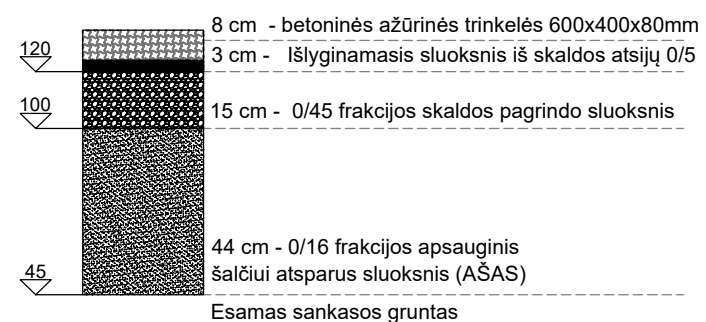 8 cm - betoninės ažūrinės trinkelės 600x400x80mm
120
3 cm - Išlyginamasis sluoksnis iš skaldos atsijų 0/5
100
15 cm - 0/45 frakcijos skaldos pagrindo sluoksnis
44 cm - 0/16 frakcijos apsauginis
45
šalčiui atsparus sluoksnis (AŠAS)
Esamas sankasos gruntas